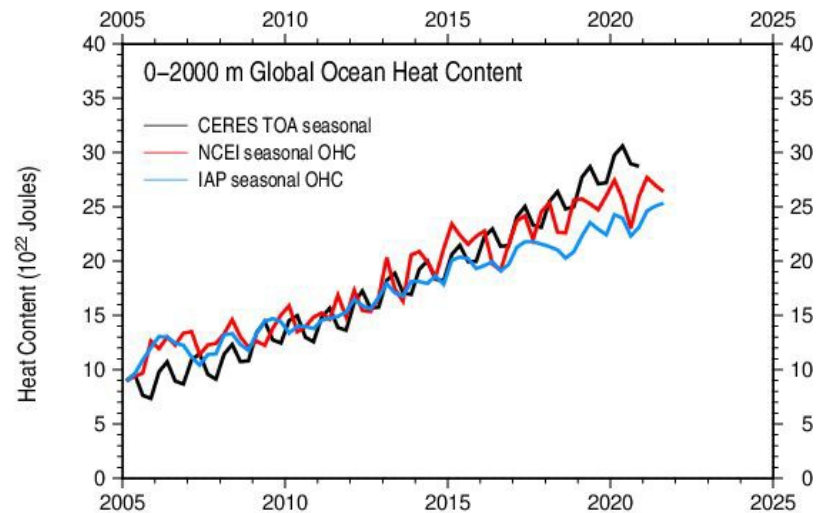 2005 2010 2015 2020 2025
40 40
0–2000 m Global Ocean Heat Content
35 35
CERES TOA seasonal
30 NCEI seasonal OHC 30
IAP seasonal OHC
25 25
Heat Content (10²² Joules)
20 20
15 15
10 10
5 5
0 0
2005 2010 2015 2020 2025